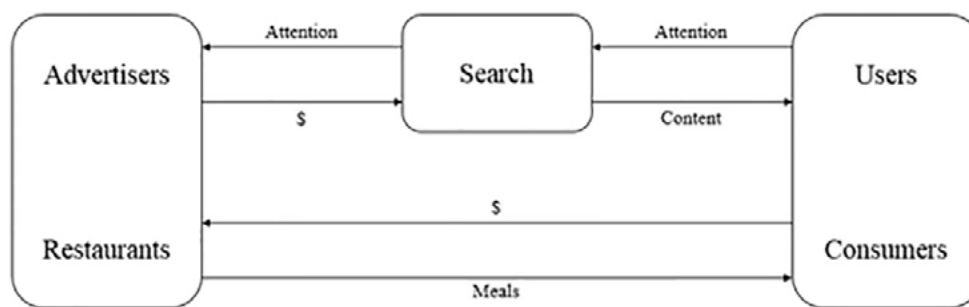 Attention
Attention
Advertisers
Search
Users
$
Content
$
Restaurants
Consumers
Meals